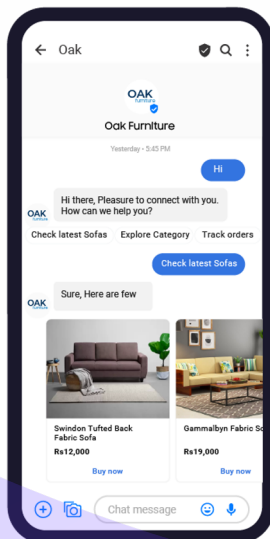 Oak
OAK
furniture
Oak Furniture
Yesterday • 5:45 PM
Hi
Hi there, Pleasure to connect with you.
How can we help you?
OAK
Check latest Sofas Explore Category Track orders
Check latest Sofas
Sure, Here are few
OAK
Swindon Tufted Back
Fabric Sofa
Rs12,000
Buy now
Gammalbyn Fabric So
Rs19,000
Buy now
Chat message